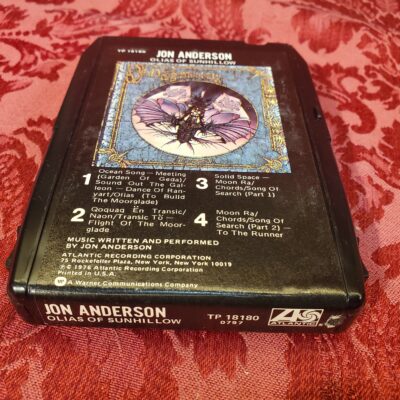 TP 18180
JON ANDERSON
OLIAS OF SUNHILLOW
1 Ocean Song – Meeting
(Garden Of Geda)/
Sound Out The Gal-
leon – Dance Of Ran-
yart/Olias (To Build
The Moorglade)
2 Qoquaq En Transic/
Naon/Transic Tö –
Flight Of The Moor-
glade
3 Solid Space –
Moon Ra/
Chords/Song Of
Search (Part 1)
4 Moon Ra/
Chords/Song Of
Search (Part 2) –
To The Runner
MUSIC WRITTEN AND PERFORMED
BY JON ANDERSON
ATLANTIC RECORDING CORPORATION
75 Rockefeller Plaza, New York, New York 10019
℗ © 1976 Atlantic Recording Corporation
Printed in U.S.A.
A Warner Communications Company
JON ANDERSON
OLIAS OF SUNHILLOW
TP 18180
0797
ATLANTIC